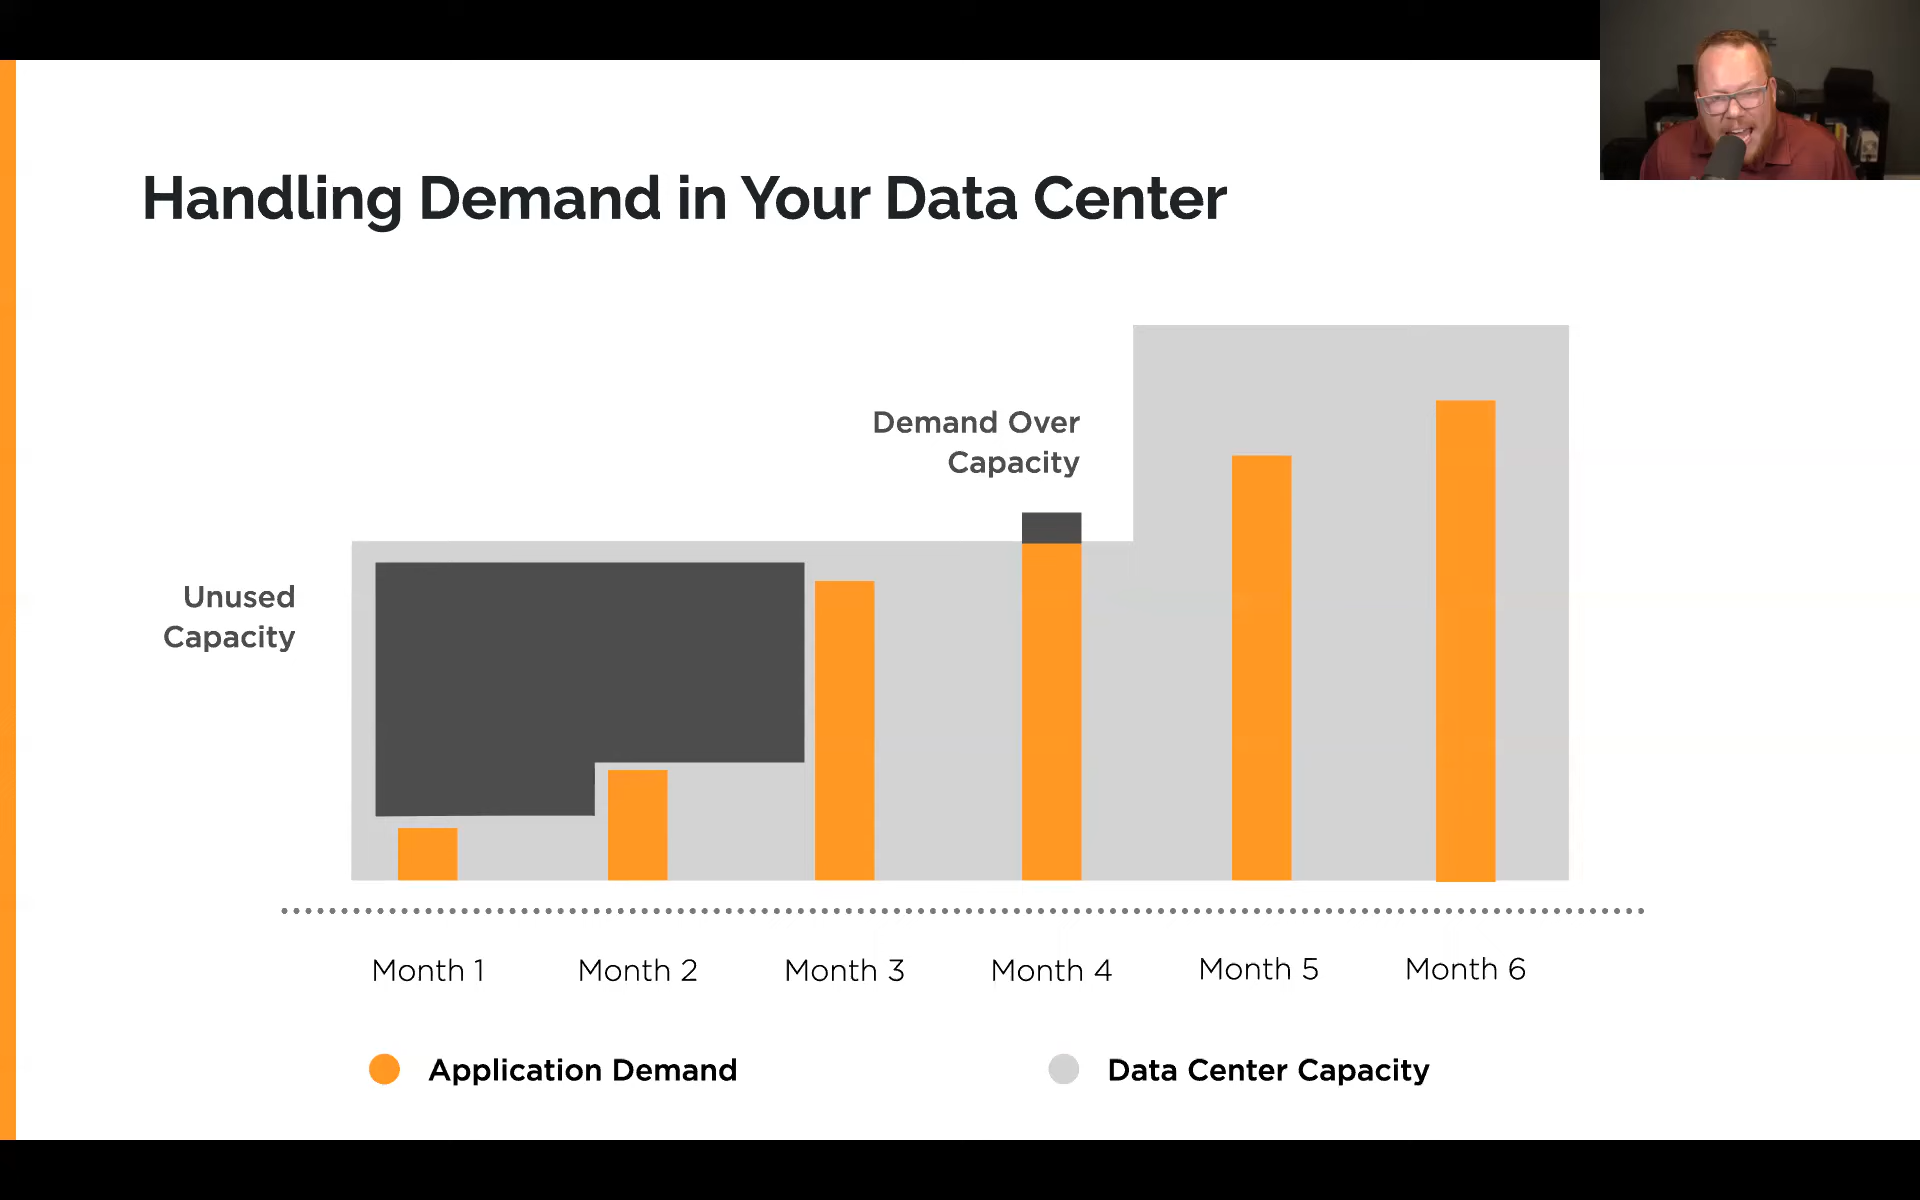 Handling Demand in Your Data Center
Demand Over
Capacity
Unused
Capacity
Month 1
Month 2
Month 3
Month 4
Month 5
Month 6
Application Demand
Data Center Capacity